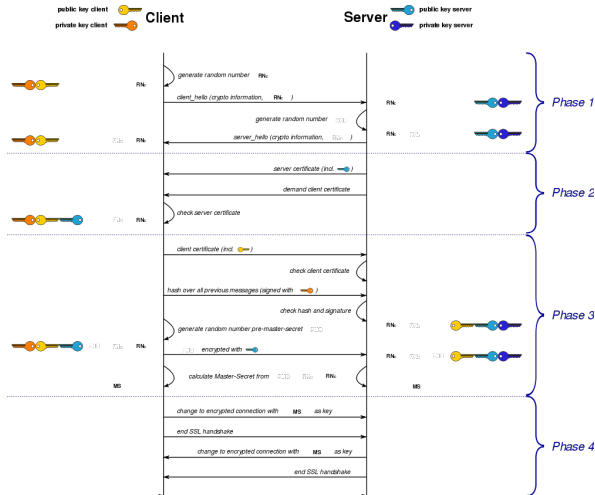 public key client
private key client
Client
Server
public key server
private key server
generate random number RNc
RNc
client_hello (crypto information, RNc )
RNc
Phase 1
generate random number
RNc
server_hello (crypto information, )
RNc
server certificate (incl. )
demand client certificate
Phase 2
check server certificate
RNc
client certificate (incl. )
check client certificate
hash over all previous messages (signed with )
check hash and signature
Phase 3
generate random number pre-master-secret
RNc
RNc
encrypted with
RNc
calculate Master-Secret from RNc
MS
MS
change to encrypted connection with MS as key
end SSL handshake
Phase 4
change to encrypted connection with MS as key
end SSL handshake